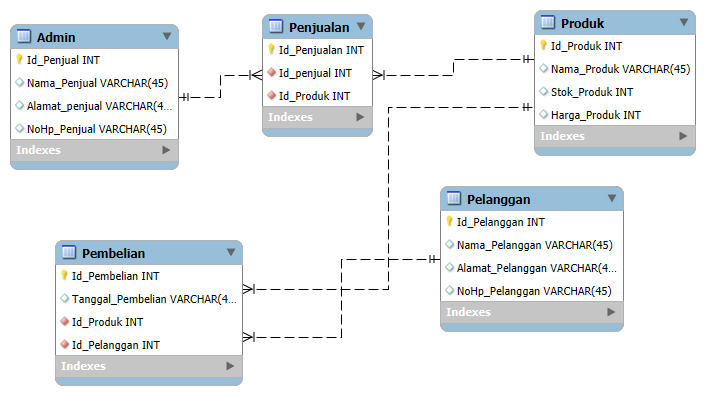 Admin
Id_Penjual INT
Nama_Penjual VARCHAR(45)
Alamat_penjual VARCHAR(4...
NoHp_Penjual VARCHAR(45)
Indexes
Penjualan
Id_Penjualan INT
Id_penjual INT
Id_Produk INT
Indexes
Produk
Id_Produk INT
Nama_Produk VARCHAR(45)
Stok_Produk INT
Harga_Produk INT
Indexes
Pembelian
Id_Pembelian INT
Tanggal_Pembelian VARCHAR(4...
Id_Produk INT
Id_Pelanggan INT
Indexes
Pelanggan
Id_Pelanggan INT
Nama_Pelanggan VARCHAR(45)
Alamat_Pelanggan VARCHAR(4...
NoHp_Pelanggan VARCHAR(45)
Indexes